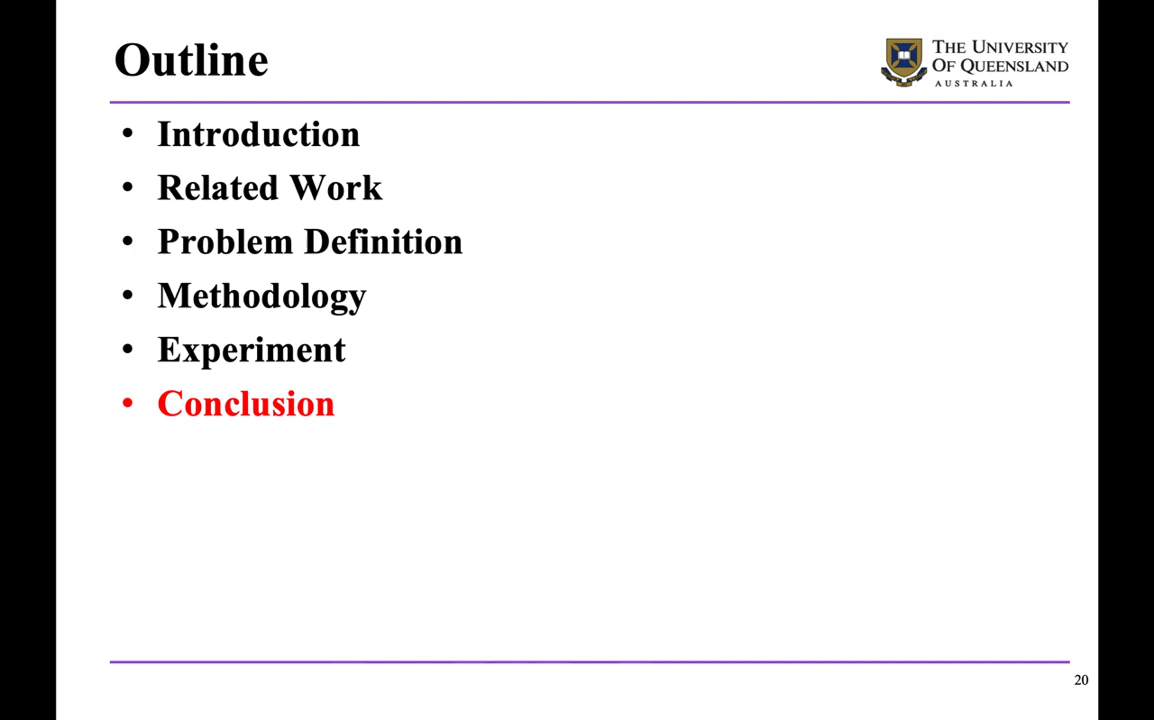 Outline
THE UNIVERSITY
OF QUEENSLAND
AUSTRALIA
• Introduction
• Related Work
• Problem Definition
• Methodology
• Experiment
• Conclusion
20